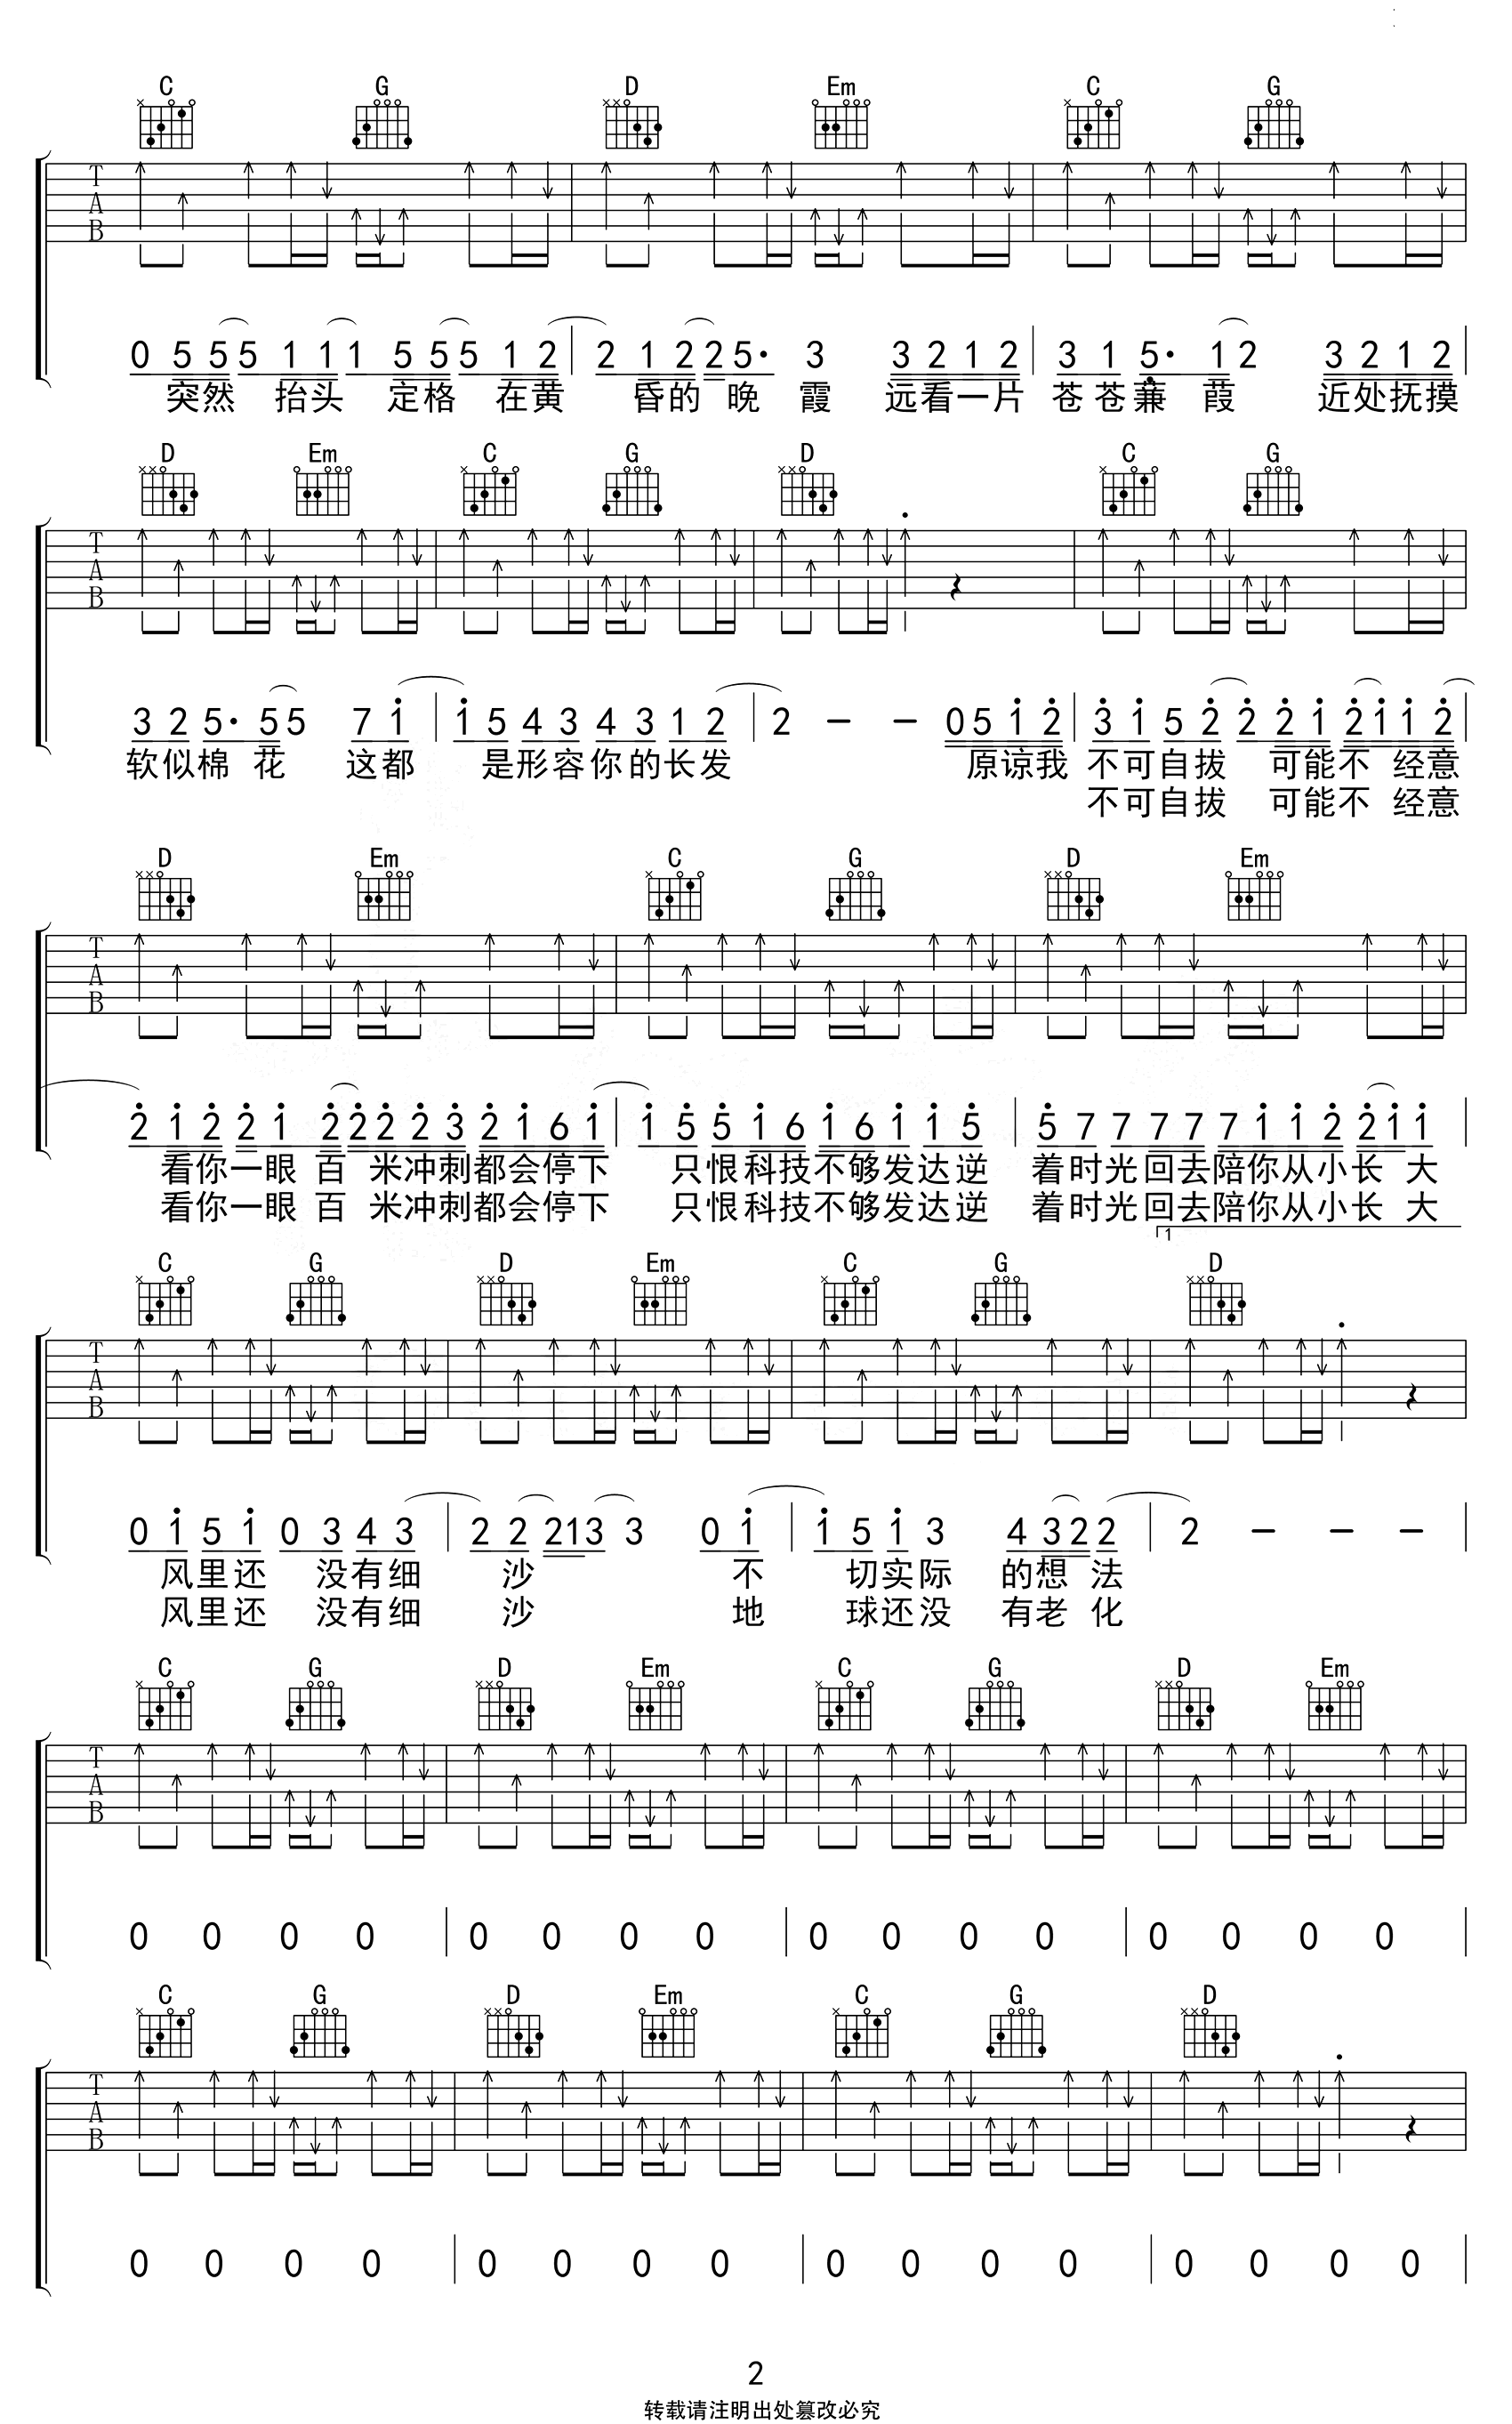 C G D Em C G
T
A
B
0 5 5 5 1 1 1 5 5 5 1 2 2 1 2 2 5· 3 3 2 1 2 3 1 5· 1 2 3 2 1 2
突然 抬头 定格 在黄 昏的 晚 霞 远看一片 苍苍蒹 葭 近处抚摸
D Em C G D C G
T
A
B
3 2 5· 5 5 7 1 1 5 4 3 4 3 1 2 2 – – 0 5 1 2 3 1 5 2 2 2 1 2 1 1 2
软似棉 花 这都 是形容你的长发 原谅我 不可自拔 可能不 经意
不可自拔 可能不 经意
D Em C G D Em
T
A
B
2 1 2 2 1 2 2 2 2 3 2 1 6 1 1 5 5 1 6 1 6 1 1 5 5 7 7 7 7 7 1 1 2 2 1 1
看你一眼 百 米冲刺都会停下 只恨科技不够发达逆 着时光回去陪你从小长 大
看你一眼 百 米冲刺都会停下 只恨科技不够发达逆 着时光回去陪你从小长 大
1
C G D Em C G D
T
A
B
0 1 5 1 0 3 4 3 2 2 2 1 3 3 0 1 1 5 1 3 4 3 2 2 2 – – –
风里还 没有细 沙 不 切实际 的想 法
风里还 没有细 沙 地 球还没 有老 化
C G D Em C G D Em
T
A
B
0 0 0 0 0 0 0 0 0 0 0 0 0 0 0 0
C G D Em C G D
T
A
B
0 0 0 0 0 0 0 0 0 0 0 0 0 0 0 0
2
转载请注明出处篡改必究